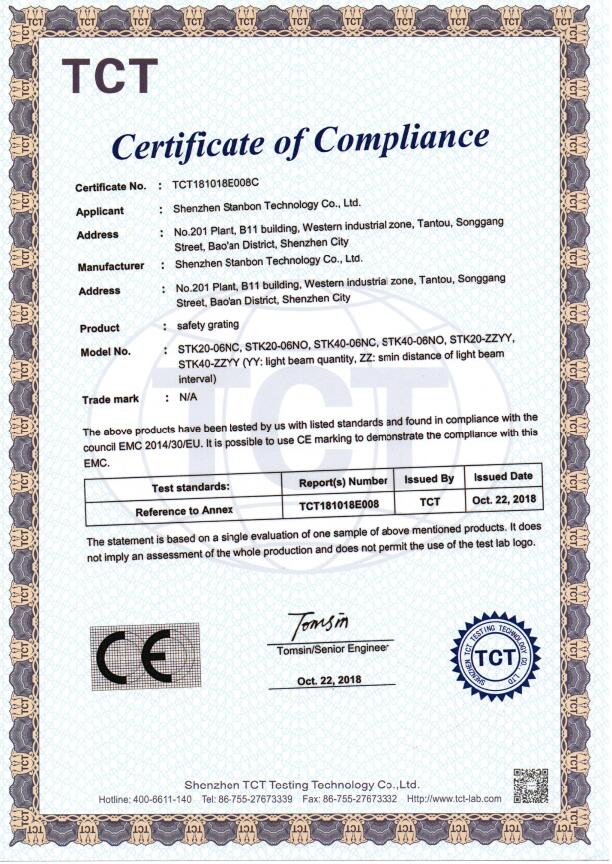 TCT
Certificate of Compliance
Certificate No. : TCT181018E008C
Applicant : Shenzhen Stanbon Technology Co., Ltd.
Address : No.201 Plant, B11 building, Western industrial zone, Tantou, Songgang
Street, Bao'an District, Shenzhen City
Manufacturer : Shenzhen Stanbon Technology Co., Ltd.
Address : No.201 Plant, B11 building, Western industrial zone, Tantou, Songgang
Street, Bao'an District, Shenzhen City
Product : safety grating
Model No. : STK20-06NC, STK20-06NO, STK40-06NC, STK40-06NO, STK20-ZZYY,
STK40-ZZYY (YY: light beam quantity, ZZ: smin distance of light beam
interval)
Trade mark : N/A
The above products have been tested by us with listed standards and found in compliance with the
council EMC 2014/30/EU. It is possible to use CE marking to demonstrate the compliance with this
EMC.
Test standards: Report(s) Number Issued By Issued Date
Reference to Annex TCT181018E008 TCT Oct. 22, 2018
The statement is based on a single evaluation of one sample of above mentioned products. It does
not imply an assessment of the whole production and does not permit the use of the test lab logo.
CE
Tomsin
Tomsin/Senior Engineer
Oct. 22, 2018
SHENZHEN TCT TESTING TECHNOLOGY CO., LTD
TCT
Shenzhen TCT Testing Technology Co.,Ltd.
Hotline: 400-6611-140 Tel: 86-755-27673339 Fax: 86-755-27673332 Http://www.tct-lab.com